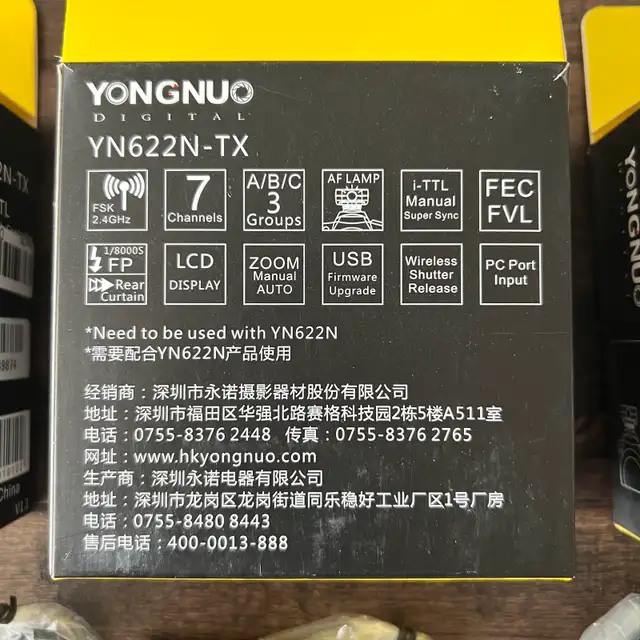 YONGNUO
DIGITAL
YN622N-TX
FSK
2.4GHz
7
Channels
A/B/C
3
Groups
AF LAMP
i-TTL
Manual
Super Sync
FEC
FVL
1/8000S
FP
Rear
Curtain
LCD
DISPLAY
ZOOM
Manual
AUTO
USB
Firmware
Upgrade
Wireless
Shutter
Release
PC Port
Input
*Need to be used with YN622N
*需要配合YN622N产品使用
经销商：深圳市永诺摄影器材股份有限公司
地址：深圳市福田区华强北路赛格科技园2栋5楼A511室
电话：0755-8376 2448 传真：0755-8376 2765
网址：www.hkyongnuo.com
生产商：深圳永诺电器有限公司
地址：深圳市龙岗区龙岗街道同乐稳好工业厂区1号厂房
电话：0755-8480 8443
售后电话：400-0013-888
2N-TX
TL
China
V1.1
YONGNUO